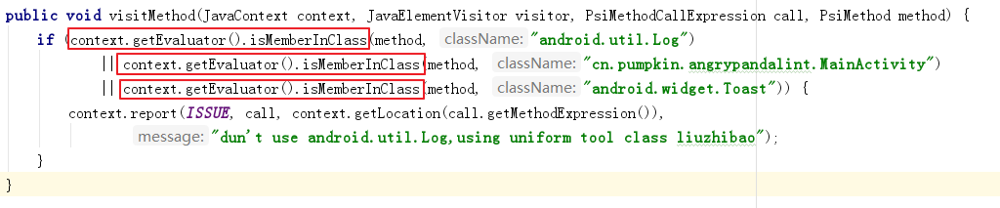 public void visitMethod(JavaContext context, JavaElementVisitor visitor, PsiMethodCallExpression call, PsiMethod method) {
if (context.getEvaluator().isMemberInClass(method, className: "android.util.Log")
|| context.getEvaluator().isMemberInClass(method, className: "cn.pumpkin.angrypandalint.MainActivity")
|| context.getEvaluator().isMemberInClass(method, className: "android.widget.Toast")) {
context.report(ISSUE, call, context.getLocation(call.getMethodExpression()),
message: "dun't use android.util.Log,using uniform tool class liuzhibao");
}
}